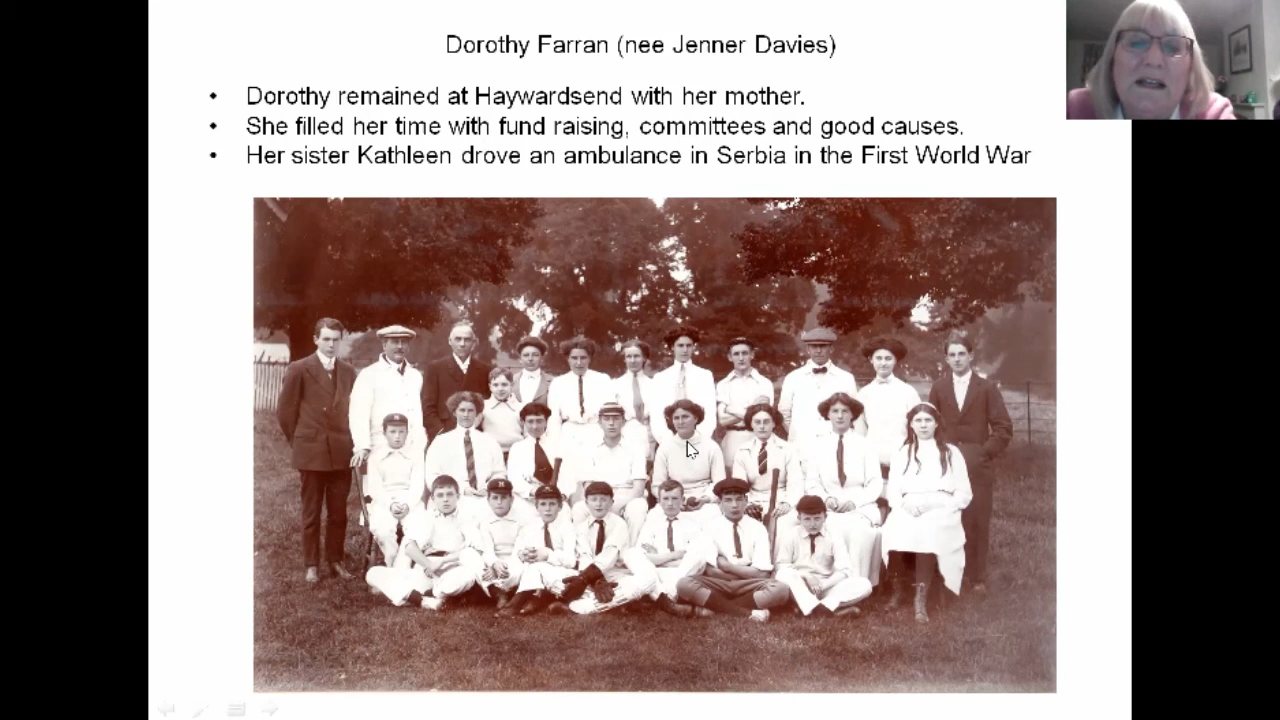 Dorothy Farran (nee Jenner Davies)
• Dorothy remained at Haywardsend with her mother.
• She filled her time with fund raising, committees and good causes.
• Her sister Kathleen drove an ambulance in Serbia in the First World War